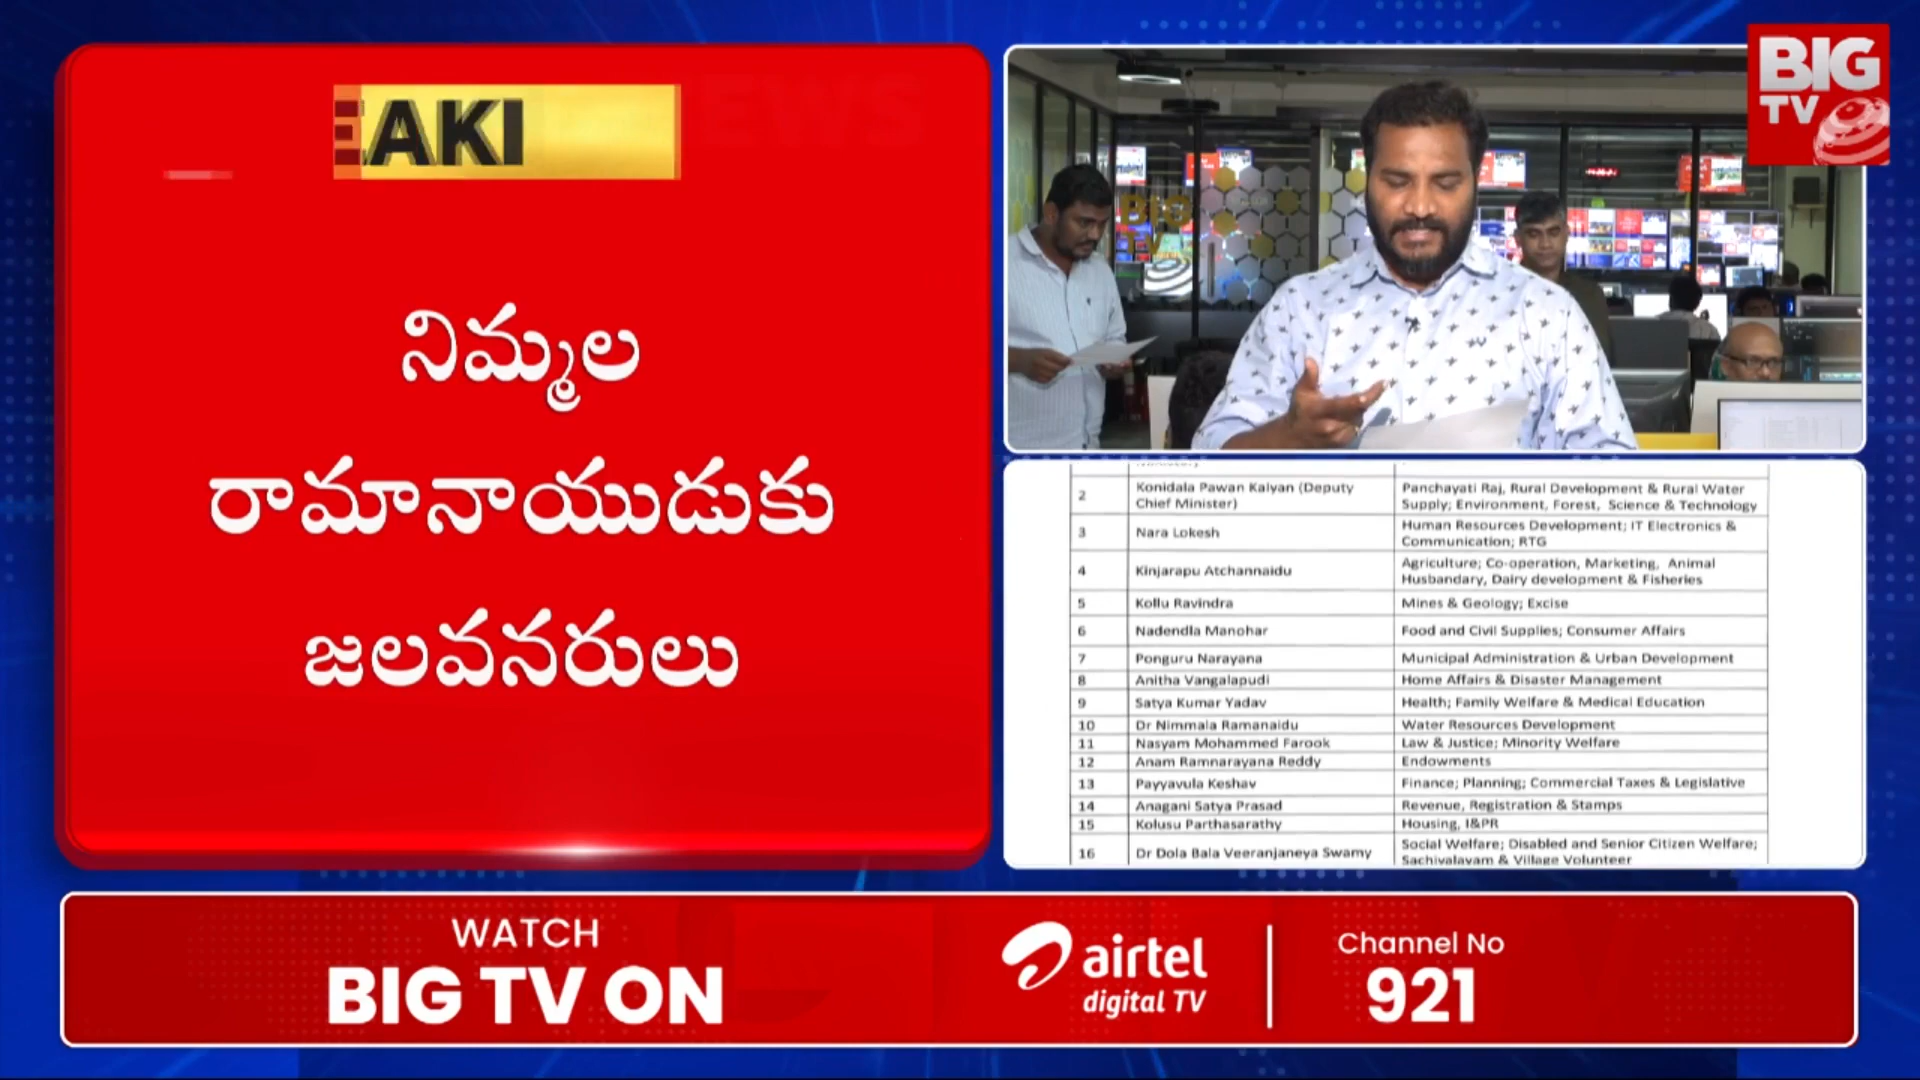 EAKI
EWS
నిమ్మల
రామానాయుడుకు
జలవనరులు
BIG
TV
BIG
TV
2 Konidala Pawan Kalyan (Deputy Chief Minister) Panchayati Raj, Rural Development & Rural Water Supply; Environment, Forest, Science & Technology
3 Nara Lokesh Human Resources Development; IT Electronics & Communication; RTG
4 Kinjarapu Atchannaidu Agriculture; Co-operation, Marketing, Animal Husbandary, Dairy development & Fisheries
5 Kollu Ravindra Mines & Geology; Excise
6 Nadendla Manohar Food and Civil Supplies; Consumer Affairs
7 Ponguru Narayana Municipal Administration & Urban Development
8 Anitha Vangalapudi Home Affairs & Disaster Management
9 Satya Kumar Yadav Health; Family Welfare & Medical Education
10 Dr Nimmala Ramanaidu Water Resources Development
11 Nasyam Mohammed Farook Law & Justice; Minority Welfare
12 Anam Ramnarayana Reddy Endowments
13 Payyavula Keshav Finance; Planning; Commercial Taxes & Legislative
14 Anagani Satya Prasad Revenue, Registration & Stamps
15 Kolusu Parthasarathy Housing, I&PR
16 Dr Dola Bala Veeranjaneya Swamy Social Welfare; Disabled and Senior Citizen Welfare; Sachivalayam & Village Volunteer
WATCH
BIG TV ON
airtel
digital TV
Channel No
921